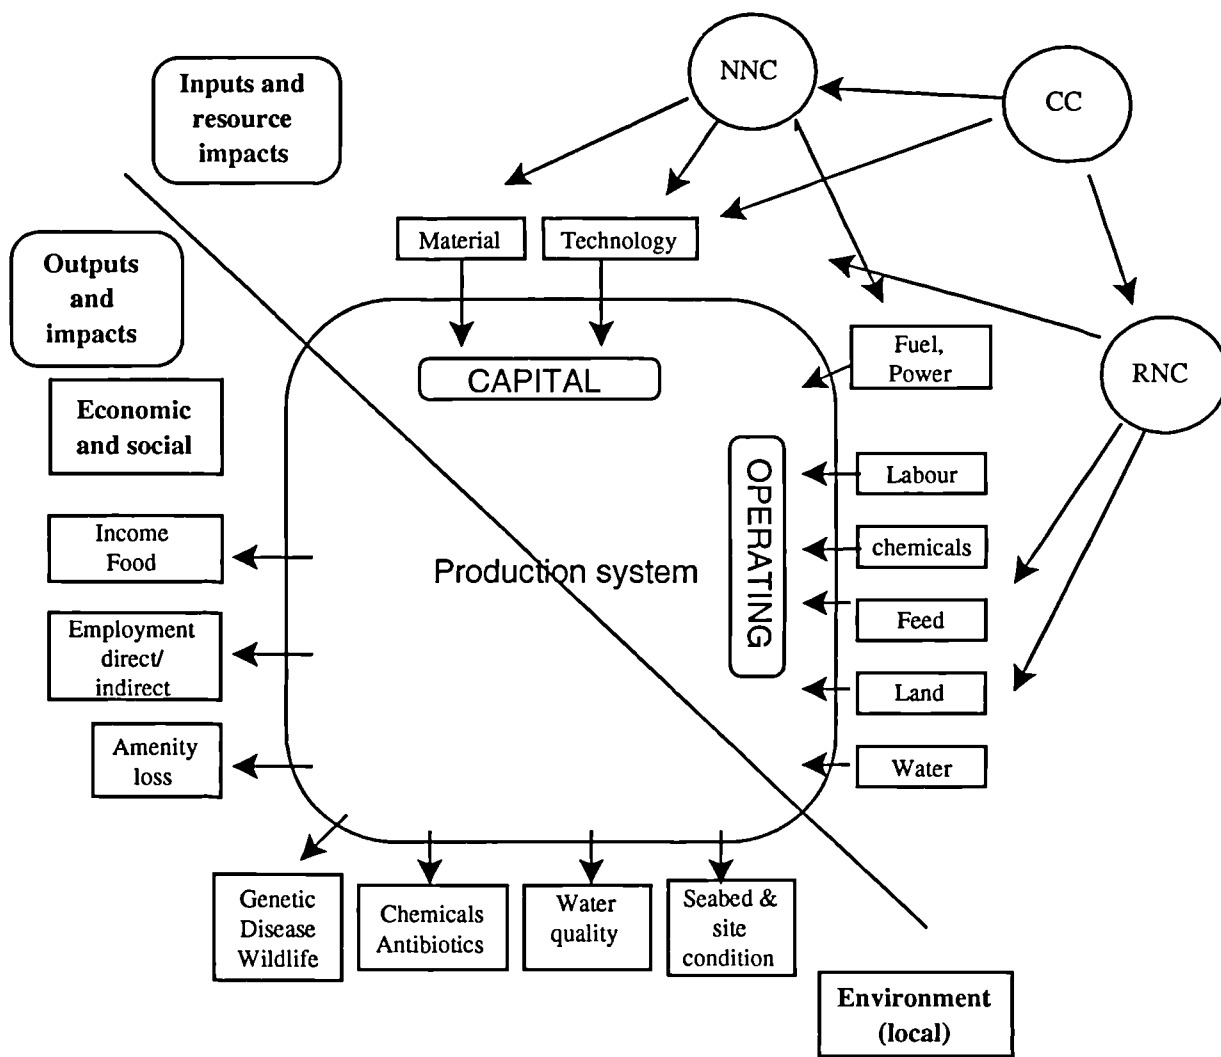 Inputs and
resource
impacts
NNC
CC
Outputs
and
impacts
Material
Technology
Fuel,
Power
RNC
CAPITAL
Economic
and social
OPERATING
Labour
Income
Food
chemicals
Production system
Feed
Employment
direct/
indirect
Land
Amenity
loss
Water
Genetic
Disease
Wildlife
Chemicals
Antibiotics
Water
quality
Seabed &
site
condition
Environment
(local)